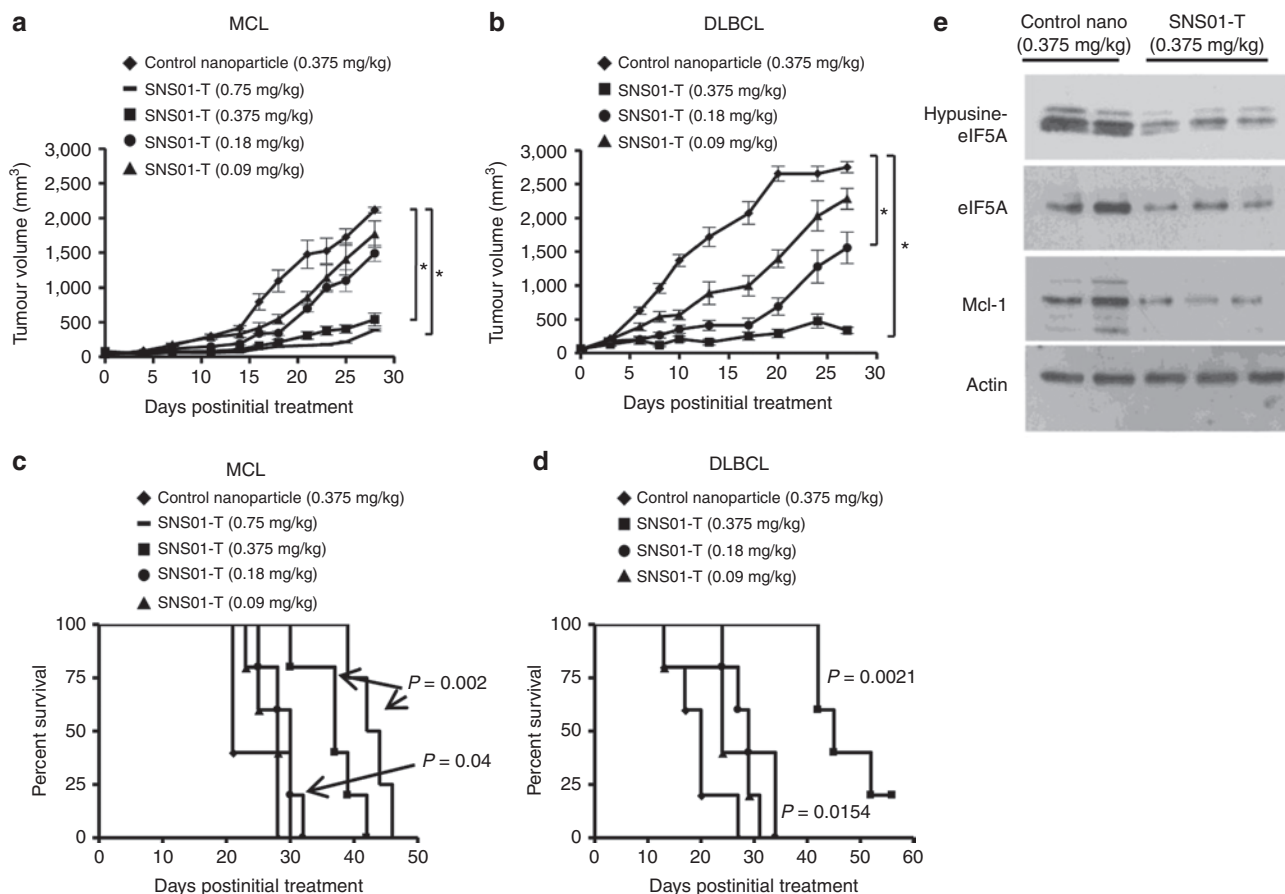 a
MCL
Control nanoparticle (0.375 mg/kg)
SNS01-T (0.75 mg/kg)
SNS01-T (0.375 mg/kg)
SNS01-T (0.18 mg/kg)
SNS01-T (0.09 mg/kg)
Tumour volume (mm³)
3,000
2,500
2,000
1,500
1,000
500
0
0 5 10 15 20 25 30
* *
Days postinitial treatment
b
DLBCL
Control nanoparticle (0.375 mg/kg)
SNS01-T (0.375 mg/kg)
SNS01-T (0.18 mg/kg)
SNS01-T (0.09 mg/kg)
Tumour volume (mm³)
3,000
2,500
2,000
1,500
1,000
500
0
0 5 10 15 20 25 30
*
*
Days postinitial treatment
e
Control nano SNS01-T
(0.375 mg/kg) (0.375 mg/kg)
Hypusine-
eIF5A
eIF5A
Mcl-1
Actin
c
MCL
Control nanoparticle (0.375 mg/kg)
SNS01-T (0.75 mg/kg)
SNS01-T (0.375 mg/kg)
SNS01-T (0.18 mg/kg)
SNS01-T (0.09 mg/kg)
Percent survival
100
75
50
25
0
0 10 20 30 40 50
P = 0.002
P = 0.04
Days postinitial treatment
d
DLBCL
Control nanoparticle (0.375 mg/kg)
SNS01-T (0.375 mg/kg)
SNS01-T (0.18 mg/kg)
SNS01-T (0.09 mg/kg)
Percent survival
100
75
50
25
0
0 10 20 30 40 50 60
P = 0.0021
P = 0.0154
Days postinitial treatment